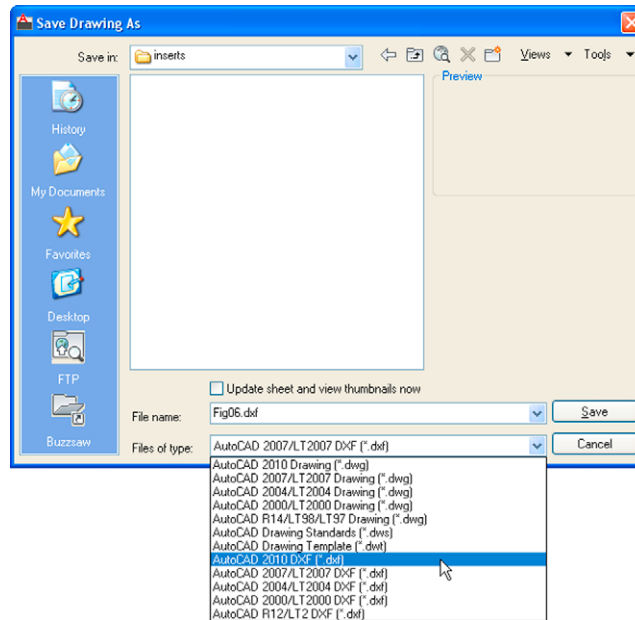 Save Drawing As
Save in: inserts Views Tools
Preview
History
My Documents
Favorites
Desktop
FTP
Buzzsaw
Update sheet and view thumbnails now
File name: Fig06.dxf Save
Files of type: AutoCAD 2007/LT2007 DXF (*.dxf) Cancel
AutoCAD 2010 Drawing (*.dwg)
AutoCAD 2007/LT2007 Drawing (*.dwg)
AutoCAD 2004/LT2004 Drawing (*.dwg)
AutoCAD 2000/LT2000 Drawing (*.dwg)
AutoCAD R14/LT98/LT97 Drawing (*.dwg)
AutoCAD Drawing Standards (*.dws)
AutoCAD Drawing Template (*.dwt)
AutoCAD 2010 DXF (*.dxf)
AutoCAD 2007/LT2007 DXF (*.dxf)
AutoCAD 2004/LT2004 DXF (*.dxf)
AutoCAD 2000/LT2000 DXF (*.dxf)
AutoCAD R12/LT2 DXF (*.dxf)